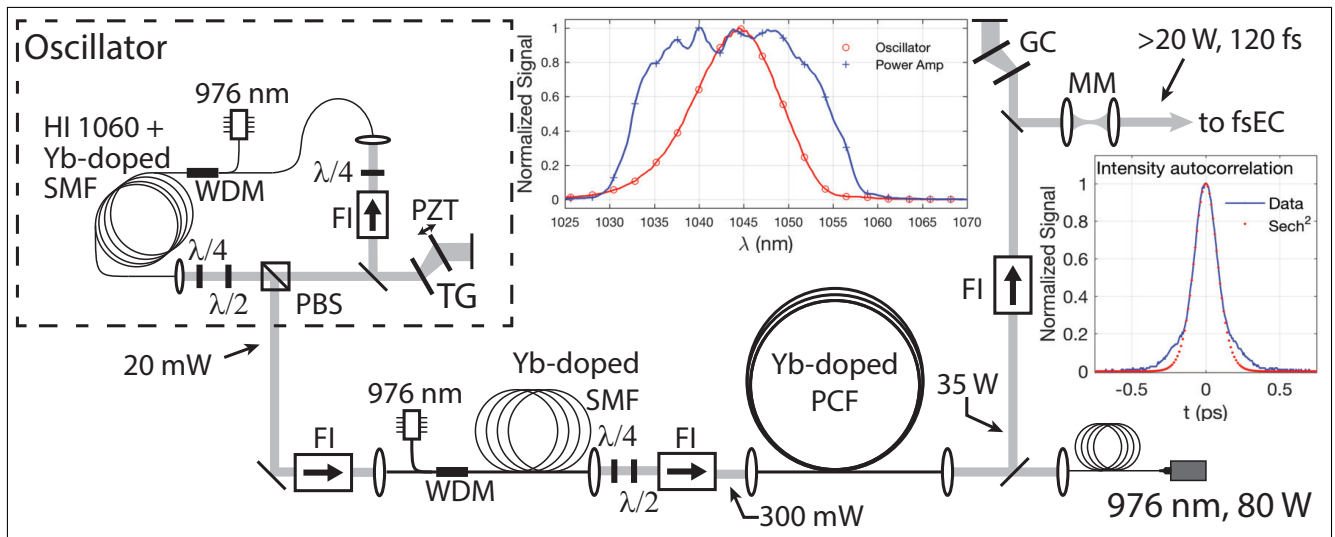 Oscillator
976 nm
HI 1060 +
Yb-doped
SMF
WDM
λ/4
FI
PZT
λ/4
λ/2
PBS
TG
20 mW
Normalized Signal
1
0.8
0.6
0.4
0.2
0
Oscillator
Power Amp
1025
1030
1035
1040
1045
1050
1055
1061
1065
1070
λ (nm)
GC
>20 W, 120 fs
MM
to fsEC
Intensity autocorrelation
Normalized Signal
1
0.8
0.6
0.4
0.2
0
Data
Sech²
-0.5
0
0.5
t (ps)
FI
35 W
976 nm
FI
WDM
Yb-doped
SMF
λ/4
λ/2
FI
300 mW
Yb-doped
PCF
976 nm, 80 W